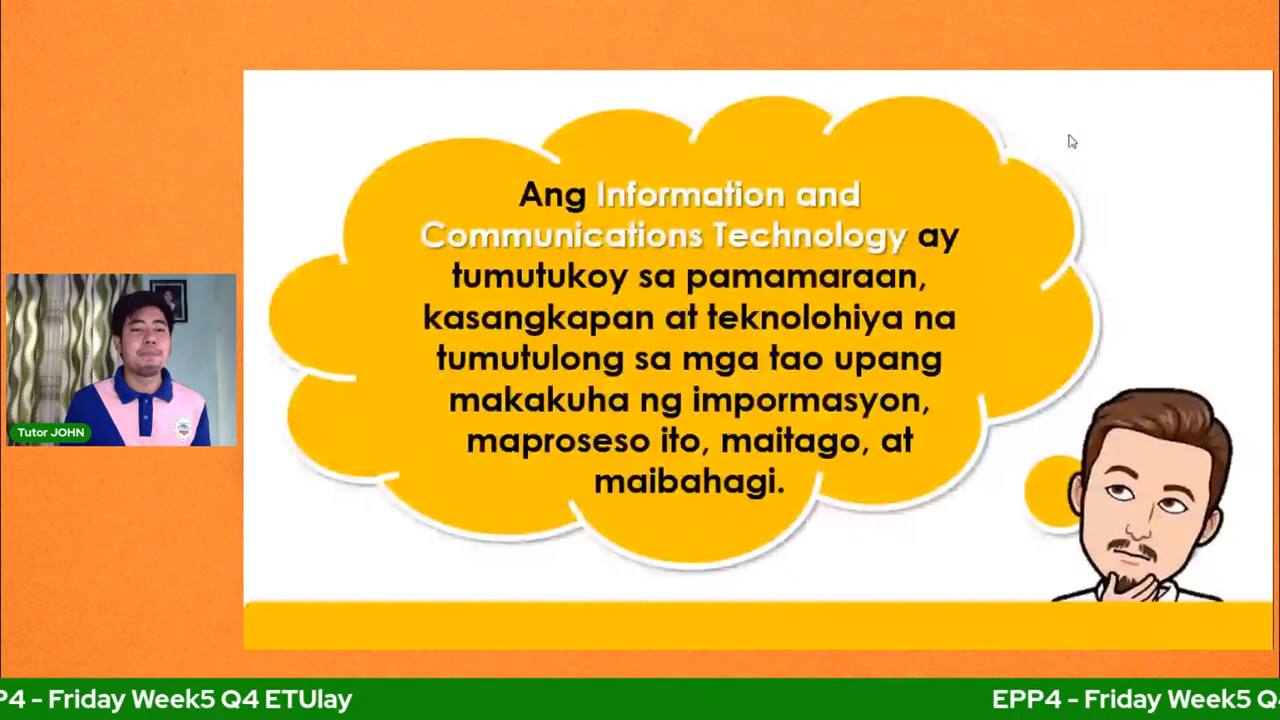 Ang Information and
Communications Technology ay
tumutukoy sa pamamaraan,
kasangkapan at teknolohiya na
tumutulong sa mga tao upang
makakuha ng impormasyon,
maproseso ito, maitago, at
maibahagi.
Tutor JOHN
P4 - Friday Week5 Q4 ETUlay
EPP4 - Friday Week5 Q